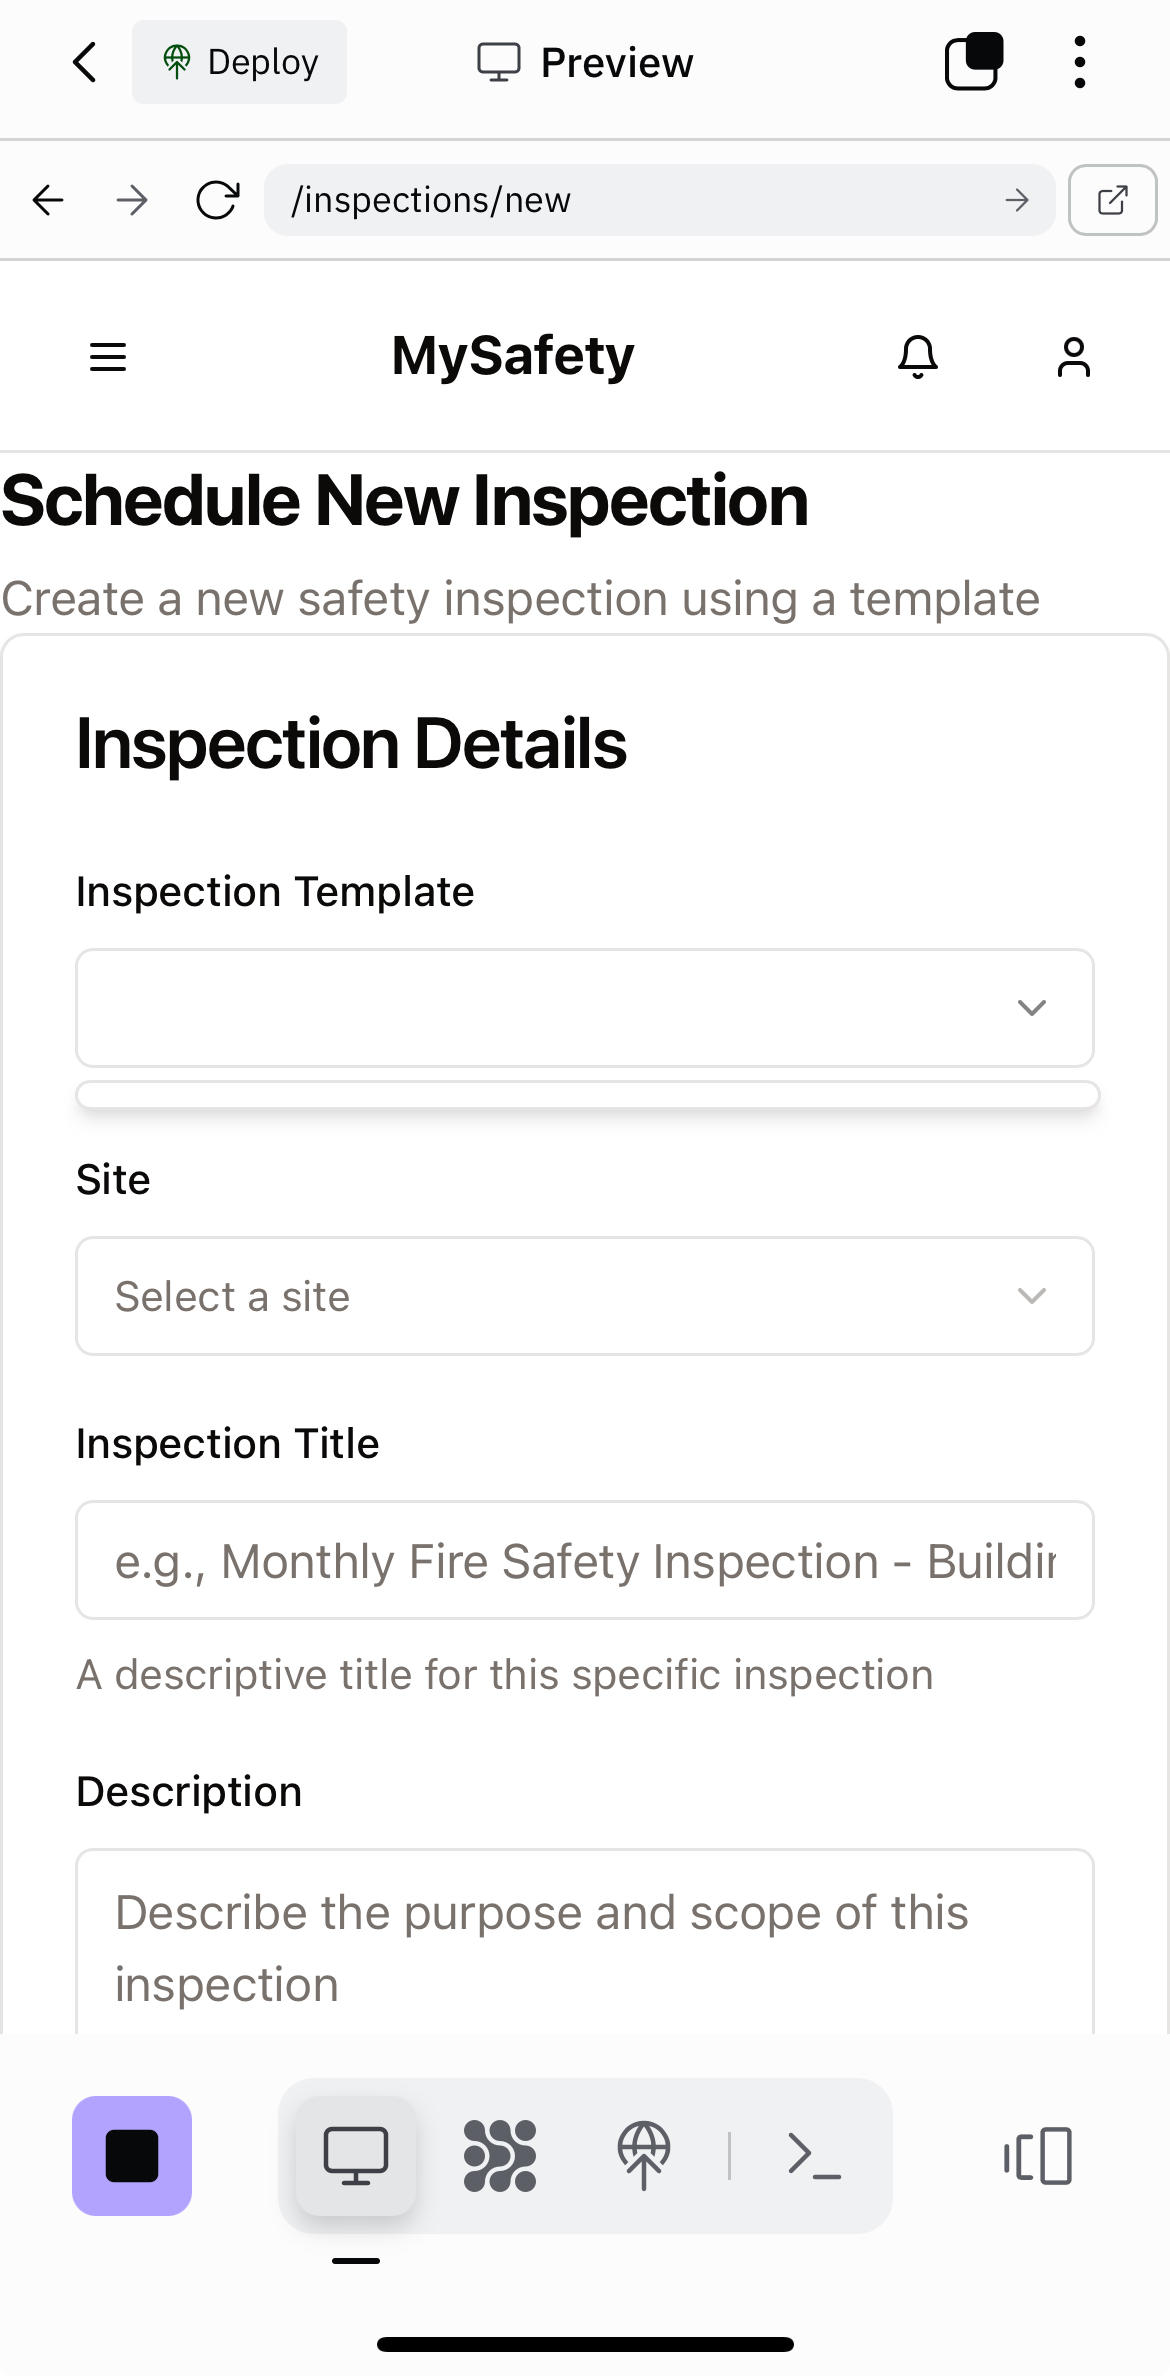 Deploy
Preview
/inspections/new
MySafety
Schedule New Inspection
Create a new safety inspection using a template
Inspection Details
Inspection Template
Site
Select a site
Inspection Title
e.g., Monthly Fire Safety Inspection -
A descriptive title for this specific inspection
Description
Describe the purpose and scope of this
inspection